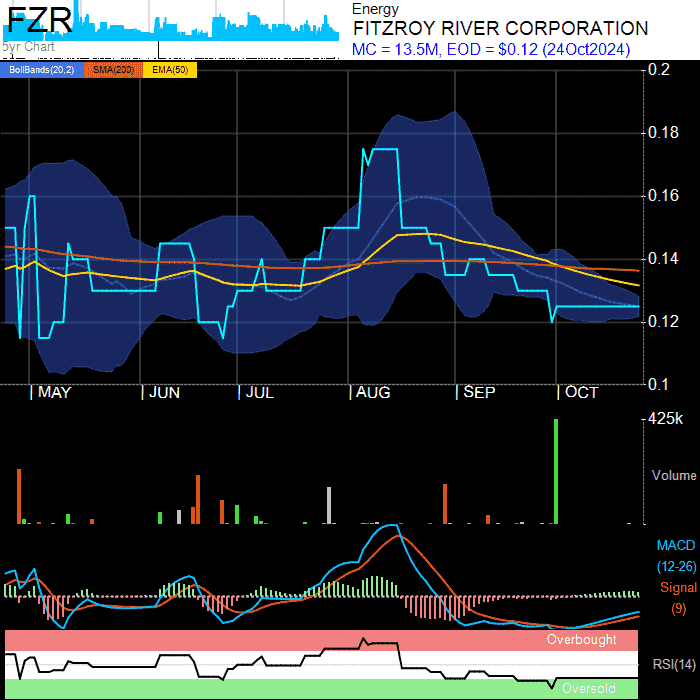 FZR
5yr Chart
Energy
FITZROY RIVER CORPORATION
MC = 13.5M, EOD = $0.12 (24Oct2024)
BollBands(20,2) SMA(200) EMA(50)
0.2
0.18
0.16
0.14
0.12
0.1
MAY JUN JUL AUG SEP OCT
425k
Volume
MACD
(12-26)
Signal
(9)
Overbought
RSI(14)
Oversold